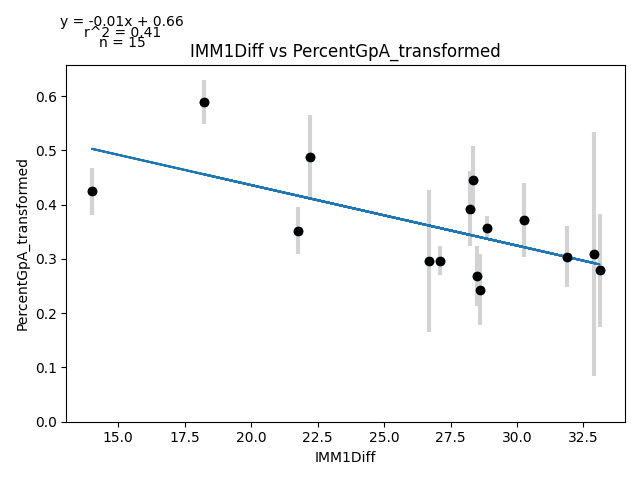 y = -0.01x + 0.66
r^2 = 0.41
n = 15
IMM1Diff vs PercentGpA_transformed
PercentGpA_transformed
0.6
0.5
0.4
0.3
0.2
0.1
0.0
15.0 17.5 20.0 22.5 25.0 27.5 30.0 32.5
IMM1Diff